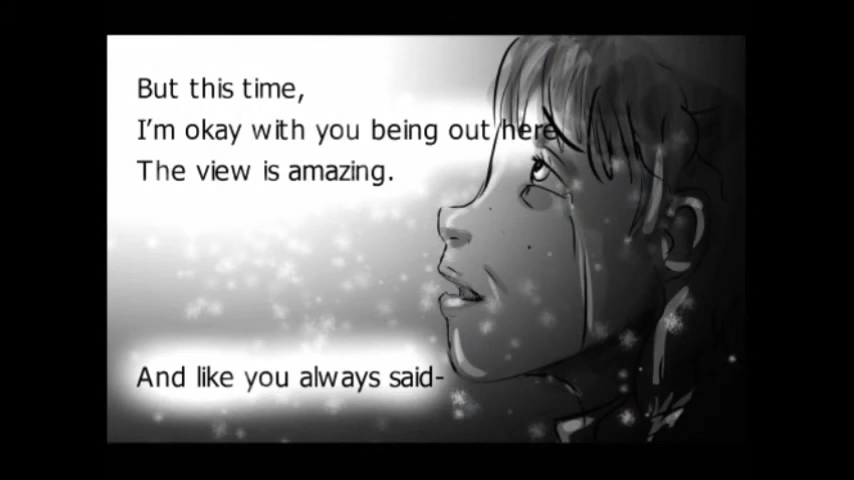 But this time,
I'm okay with you being out here
The view is amazing.
And like you always said-